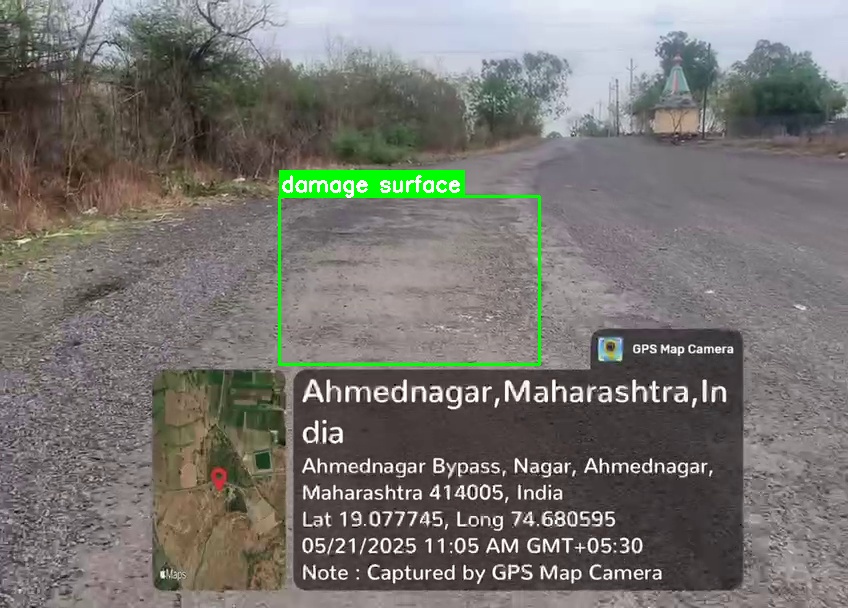 damage surface
GPS Map Camera
Ahmednagar,Maharashtra,In
dia
Ahmednagar Bypass, Nagar, Ahmednagar,
Maharashtra 414005, India
Lat 19.077745, Long 74.680595
05/21/2025 11:05 AM GMT+05:30
Note : Captured by GPS Map Camera
Maps